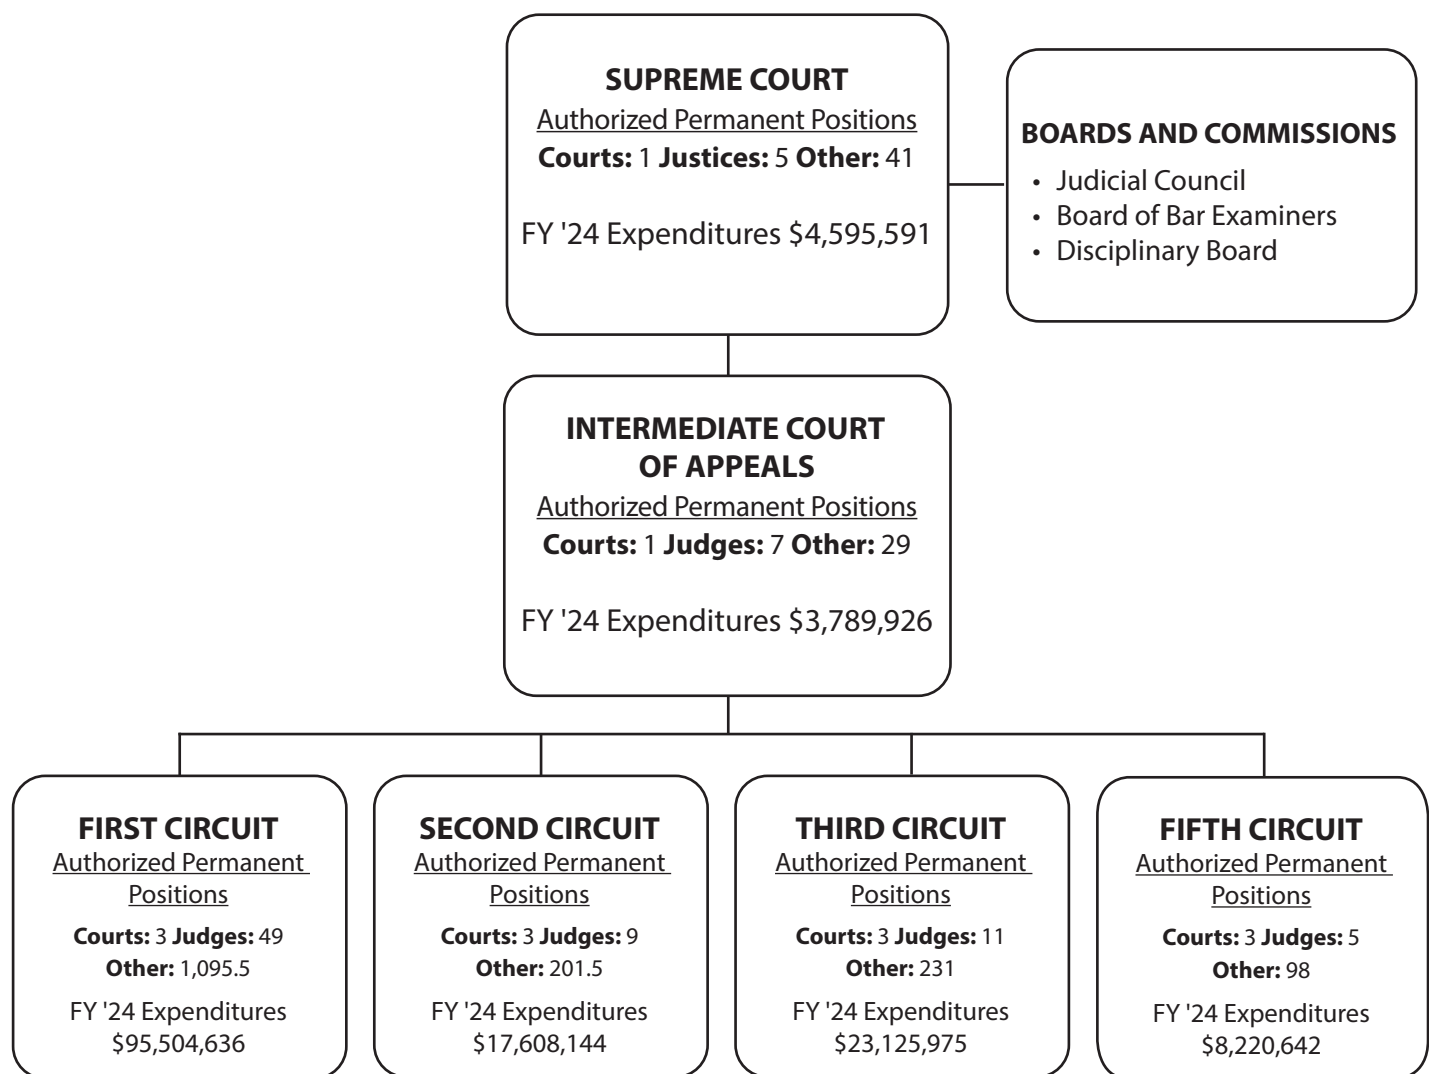 SUPREME COURT
Authorized Permanent Positions
Courts: 1 Justices: 5 Other: 41
FY '24 Expenditures $4,595,591
BOARDS AND COMMISSIONS
• Judicial Council
• Board of Bar Examiners
• Disciplinary Board
INTERMEDIATE COURT
OF APPEALS
Authorized Permanent Positions
Courts: 1 Judges: 7 Other: 29
FY '24 Expenditures $3,789,926
FIRST CIRCUIT
Authorized Permanent
Positions
Courts: 3 Judges: 49
Other: 1,095.5
FY '24 Expenditures
$95,504,636
SECOND CIRCUIT
Authorized Permanent
Positions
Courts: 3 Judges: 9
Other: 201.5
FY '24 Expenditures
$17,608,144
THIRD CIRCUIT
Authorized Permanent
Positions
Courts: 3 Judges: 11
Other: 231
FY '24 Expenditures
$23,125,975
FIFTH CIRCUIT
Authorized Permanent
Positions
Courts: 3 Judges: 5
Other: 98
FY '24 Expenditures
$8,220,642